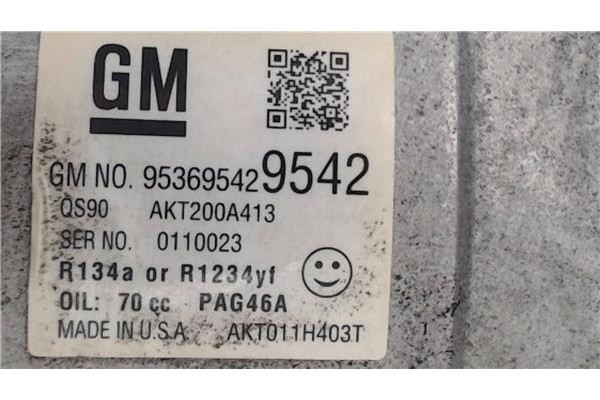 GM
GM NO. 95369542 9542
QS90 AKT200A413
SER NO. 0110023
R134a or R1234yf
OIL: 70 cc PAG46A
MADE IN U.S.A AKT011H403T